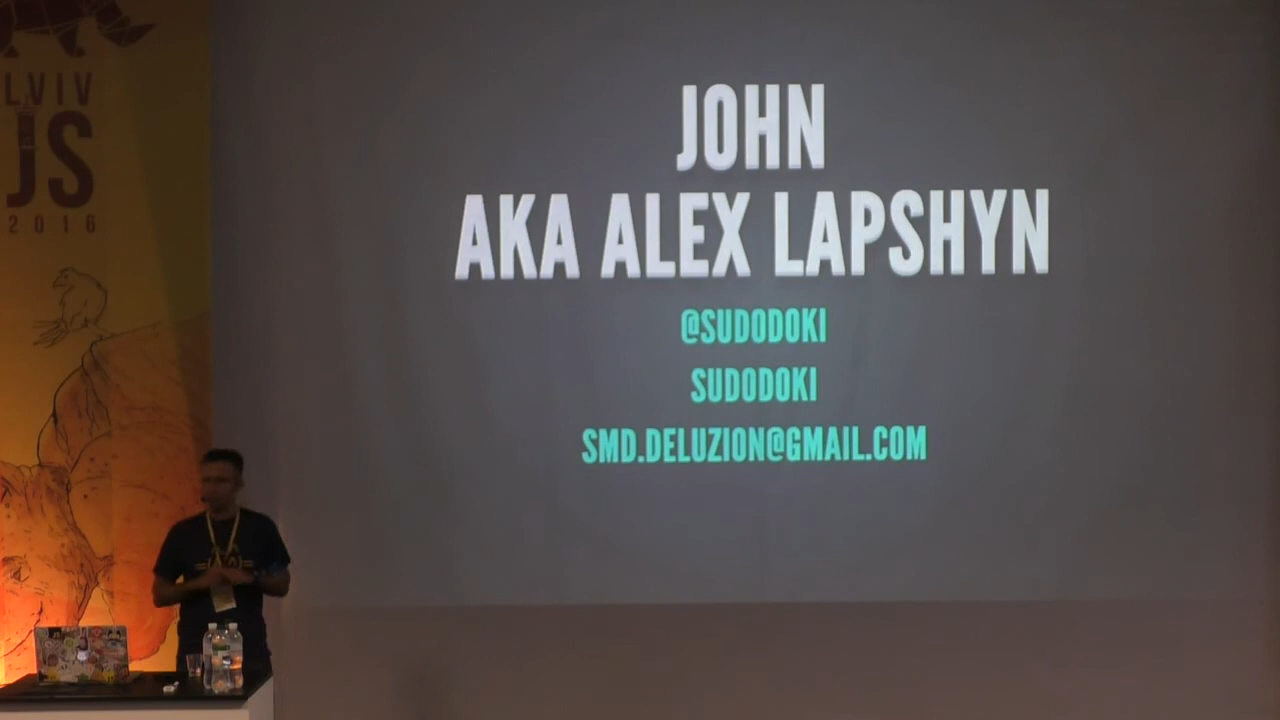 LVIV
JS
2016
JOHN
AKA ALEX LAPSHYN
@SUDODOKI
SUDODOKI
SMD.DELUZION@GMAIL.COM